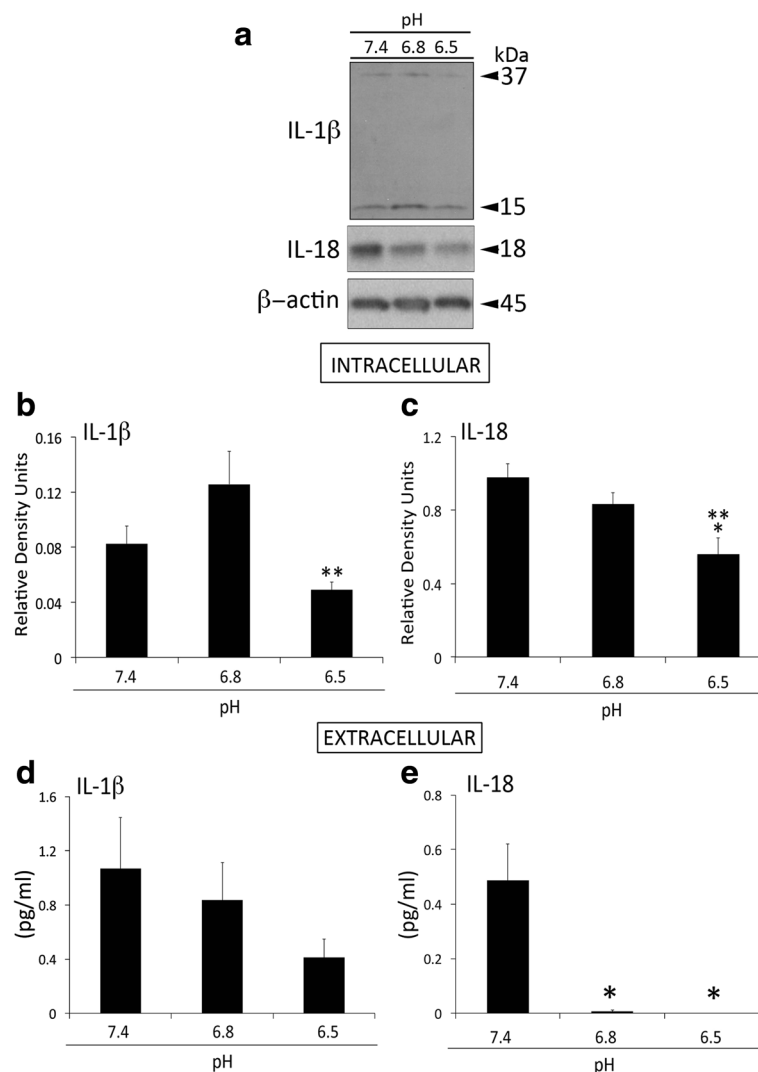 a
pH
7.4 6.8 6.5 kDa
37
IL-1β
15
IL-18 18
β–actin 45
INTRACELLULAR
b
IL-1β
Relative Density Units
0.16
0.12
0.08
0.04
0
**
7.4 6.8 6.5
pH
c
IL-18
Relative Density Units
1.2
0.8
0.4
0
**
*
7.4 6.8 6.5
pH
EXTRACELLULAR
d
IL-1β
(pg/ml)
1.6
1.2
0.8
0.4
0
7.4 6.8 6.5
pH
e
IL-18
(pg/ml)
0.8
0.6
0.4
0.2
0
* *
7.4 6.8 6.5
pH